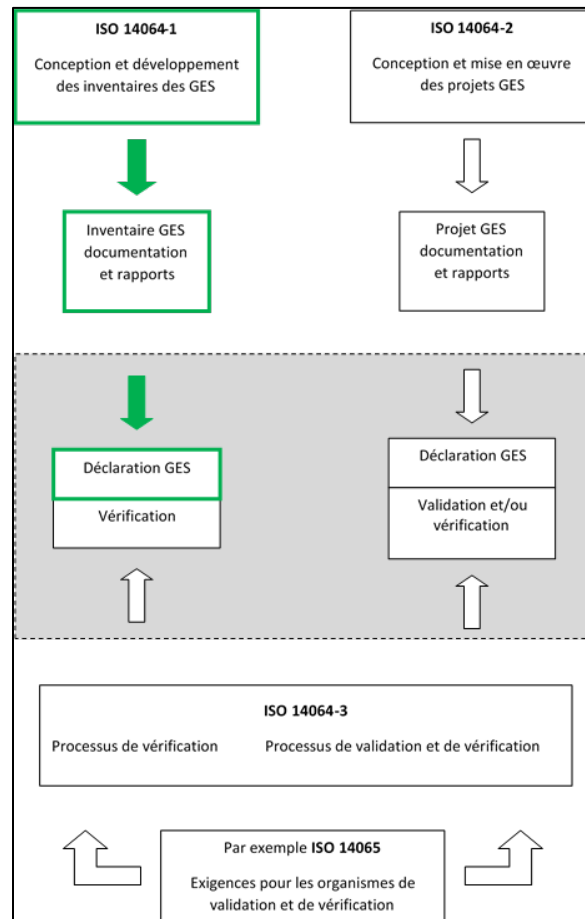 ISO 14064-1
Conception et développement
des inventaires des GES
ISO 14064-2
Conception et mise en œuvre
des projets GES
Inventaire GES
documentation
et rapports
Projet GES
documentation
et rapports
Déclaration GES
Vérification
Déclaration GES
Validation et/ou
vérification
ISO 14064-3
Processus de vérification
Processus de validation et de vérification
Par exemple ISO 14065
Exigences pour les organismes de
validation et de vérification